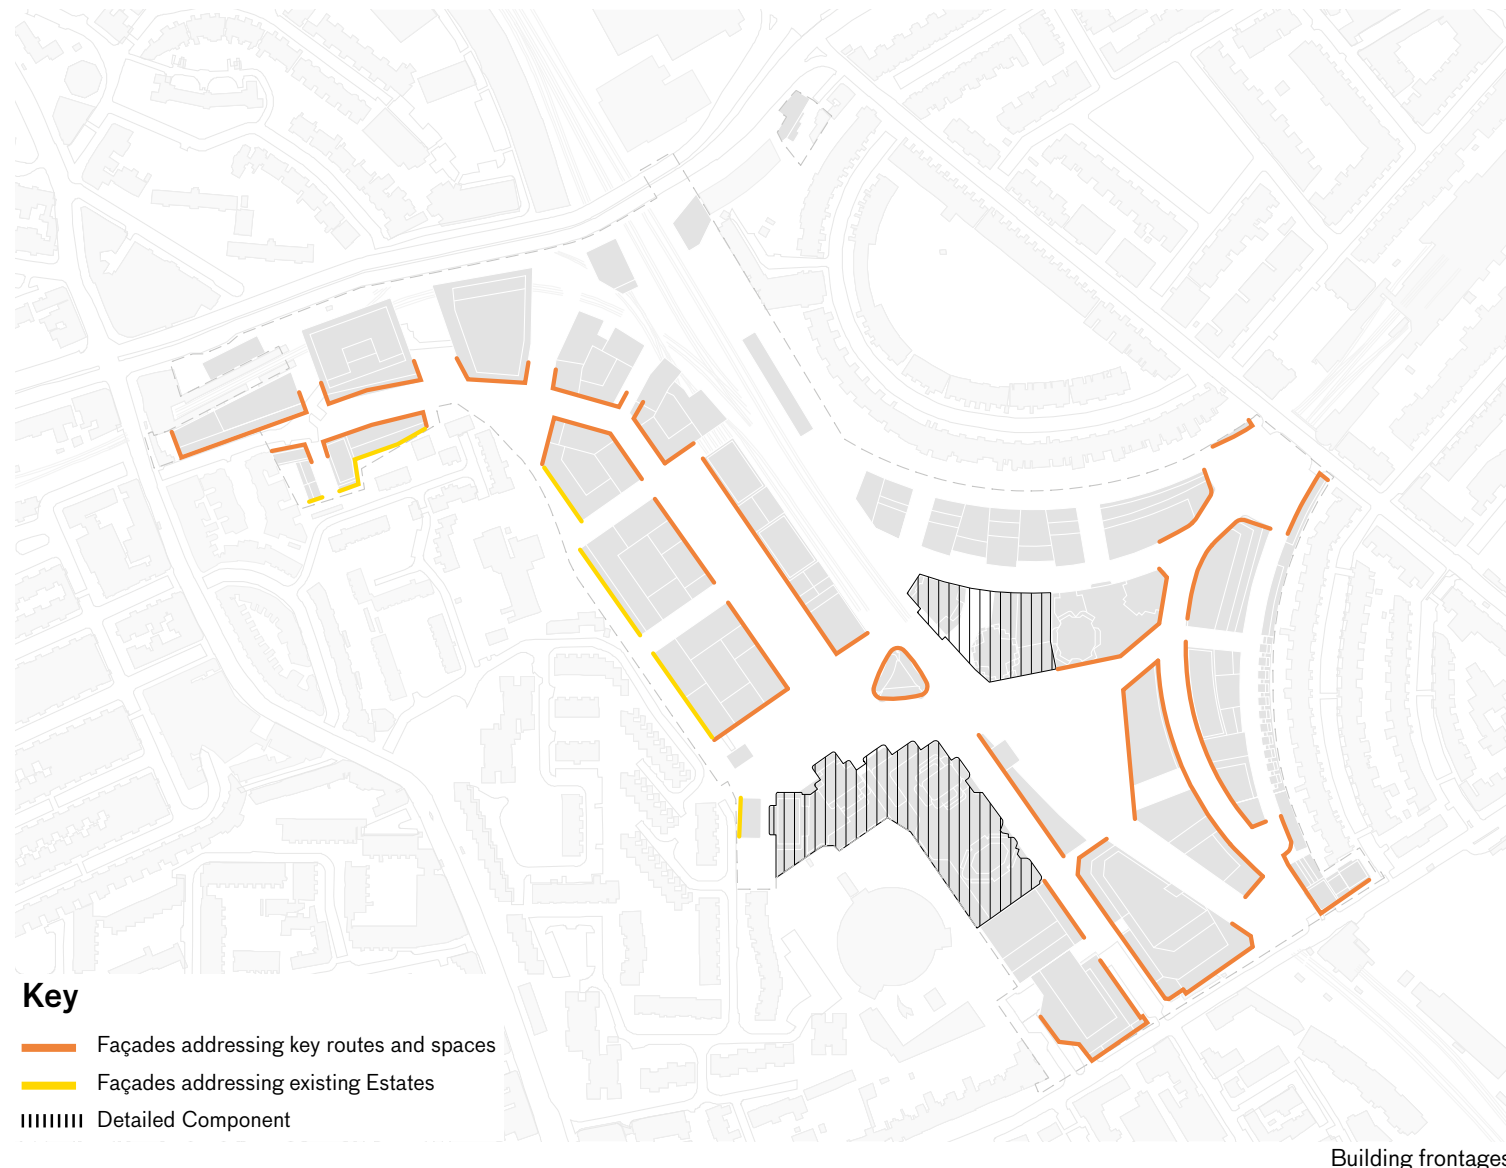 Key
Façades addressing key routes and spaces
Façades addressing existing Estates
Detailed Component
Building frontages